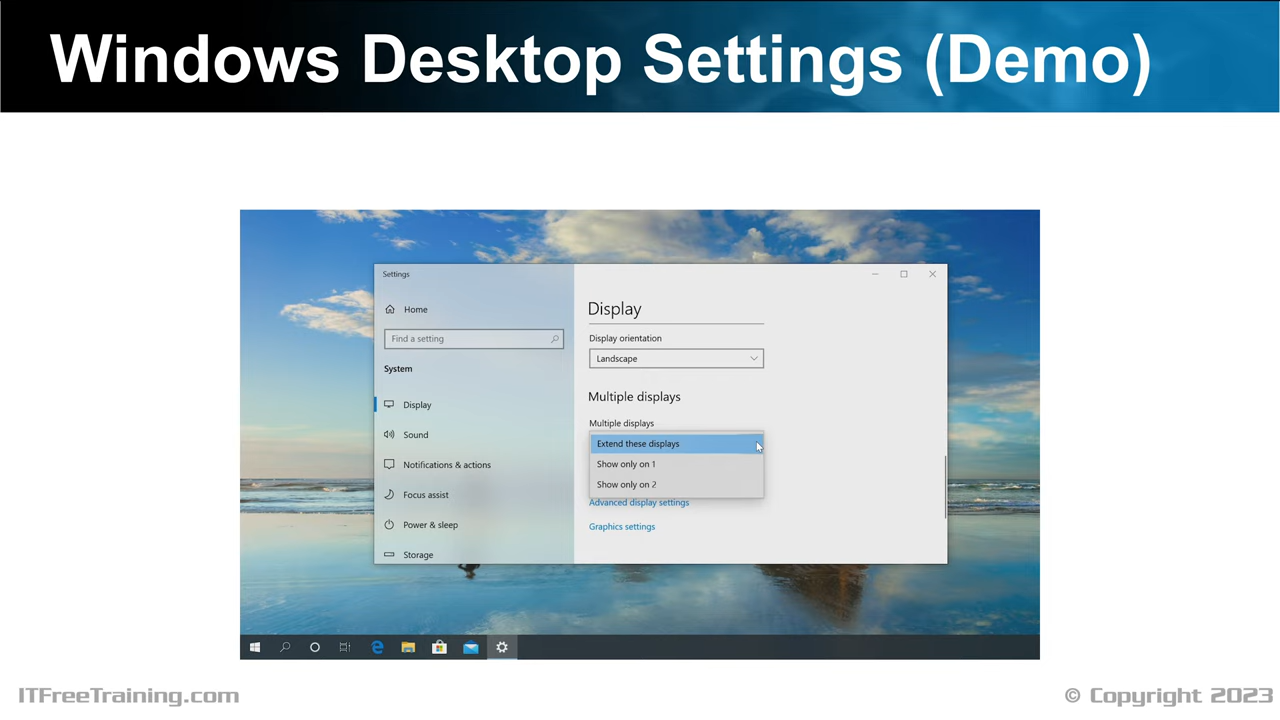 Windows Desktop Settings (Demo)
Settings
Home
Find a setting
System
Display
Sound
Notifications & actions
Focus assist
Power & sleep
Storage
Display
Display orientation
Landscape
Multiple displays
Multiple displays
Extend these displays
Show only on 1
Show only on 2
Advanced display settings
Graphics settings
ITFreeTraining.com
© Copyright 2023